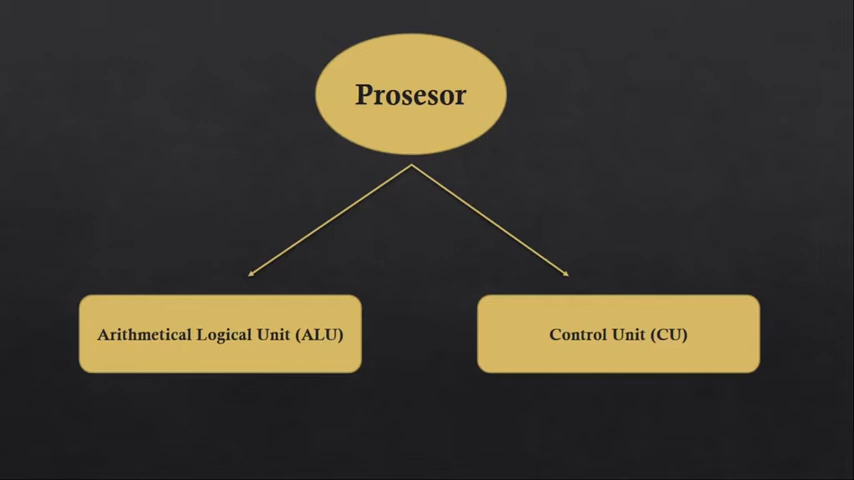 Prosesor
Arithmetical Logical Unit (ALU)
Control Unit (CU)